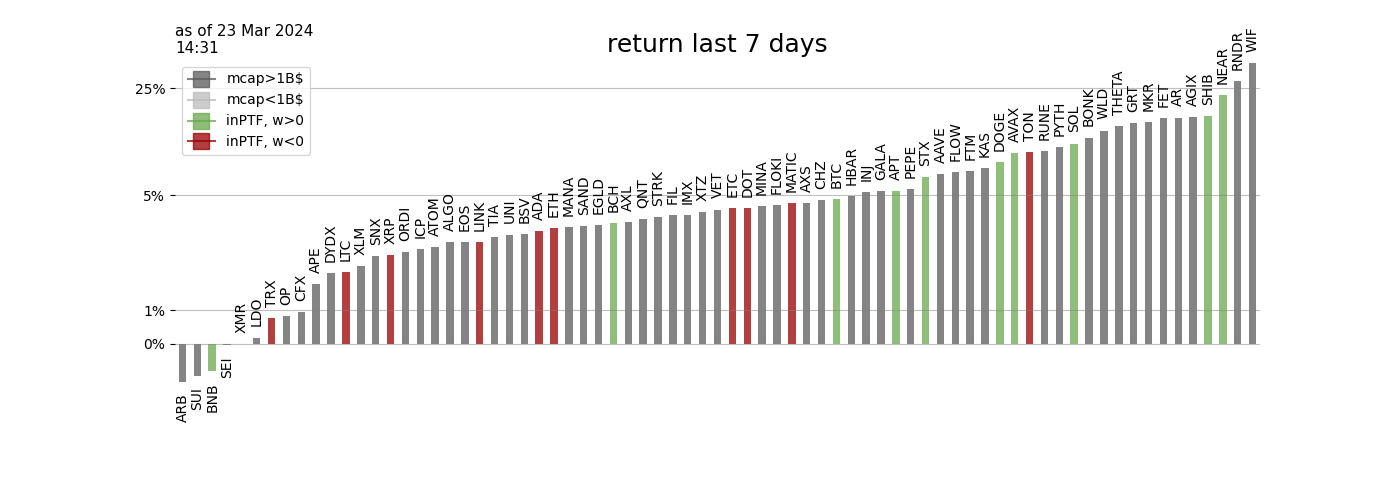 as of 23 Mar 2024
14:31
return last 7 days
mcap>1B$
mcap<1B$
inPTF, w>0
inPTF, w<0
25%
5%
1%
0%
ARB
SUI
BNB
SEI
XMR
LDO
TRX
OP
CFX
APE
DYDX
LTC
XLM
SNX
XRP
ORDI
ICP
ATOM
ALGO
EOS
LINK
TIA
UNI
BSV
ADA
ETH
MANA
SAND
EGLD
BCH
AXL
QNT
STRK
FIL
IMX
XTZ
VET
ETC
DOT
MINA
FLOKI
MATIC
AXS
CHZ
BTC
HBAR
INJ
GALA
APT
PEPE
STX
AAVE
FLOW
FTM
KAS
DOGE
AVAX
TON
RUNE
PYTH
SOL
BONK
WLD
THETA
GRT
MKR
FET
AR
AGIX
SHIB
NEAR
RNDR
WIF